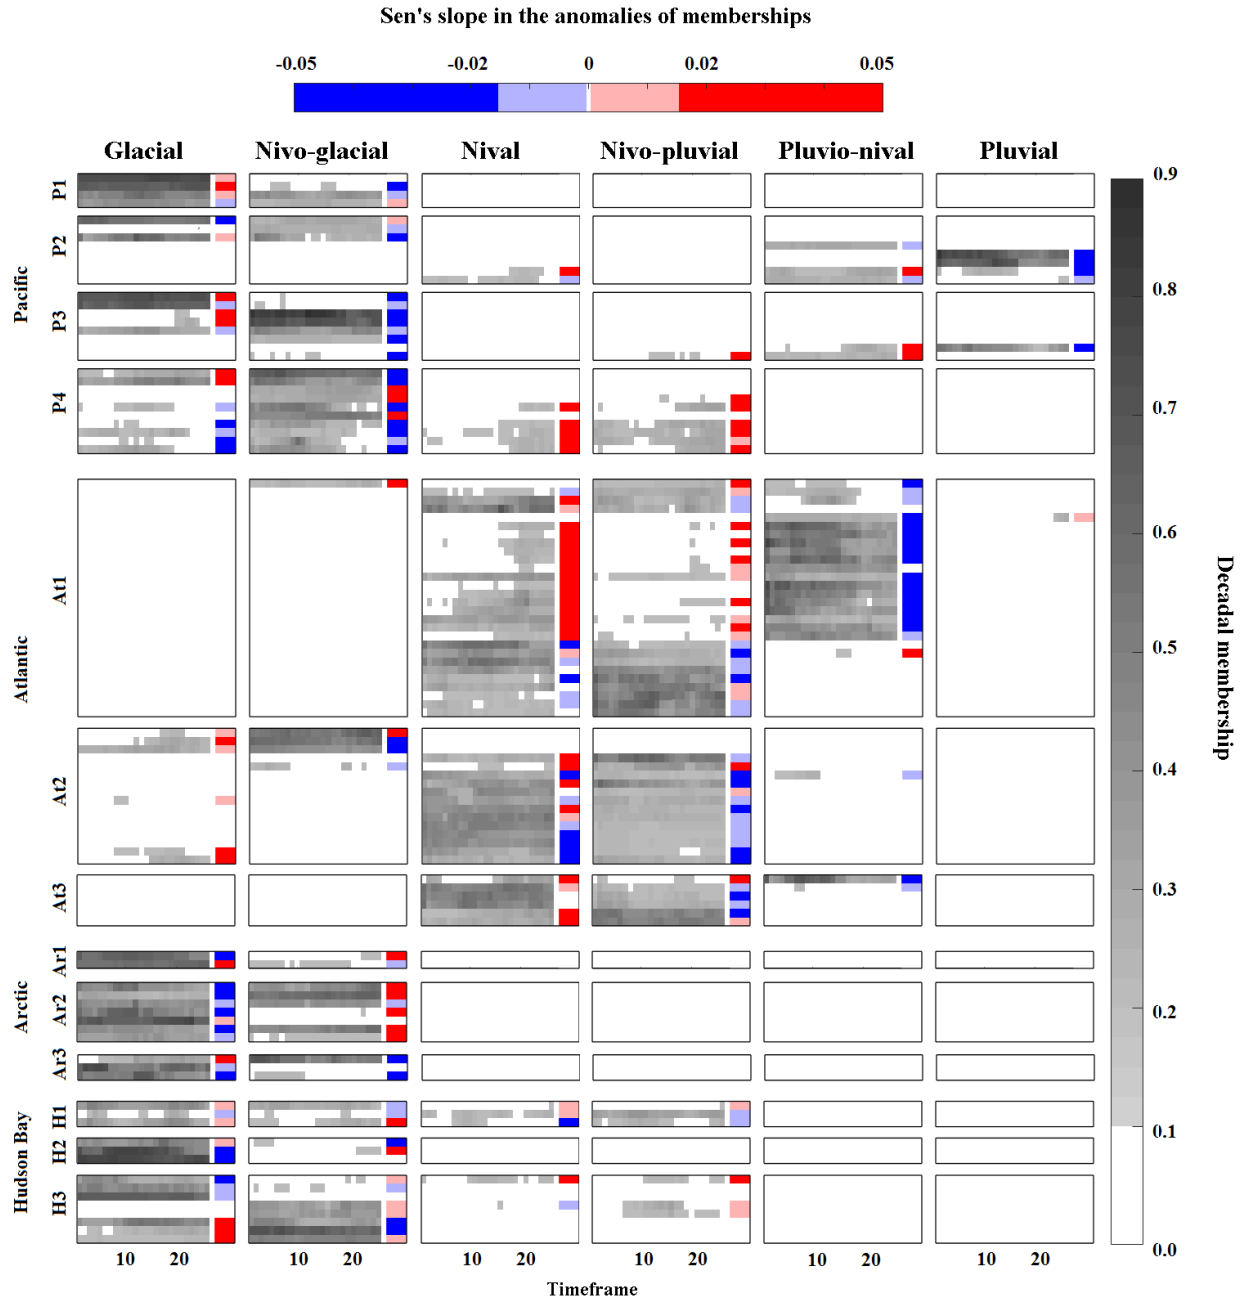 Sen's slope in the anomalies of memberships
-0.05 -0.02 0 0.02 0.05
Glacial Nivo-glacial Nival Nivo-pluvial Pluvio-nival Pluvial
Pacific
P1
P2
P3
P4
Atlantic
At1
At2
At3
Arctic
Ar1
Ar2
Ar3
Hudson Bay
H1
H2
H3
10 20 10 20 10 20 10 20 10 20 10 20
Timeframe
0.9
0.8
0.7
0.6
0.5
0.4
0.3
0.2
0.1
0.0
Decadal membership